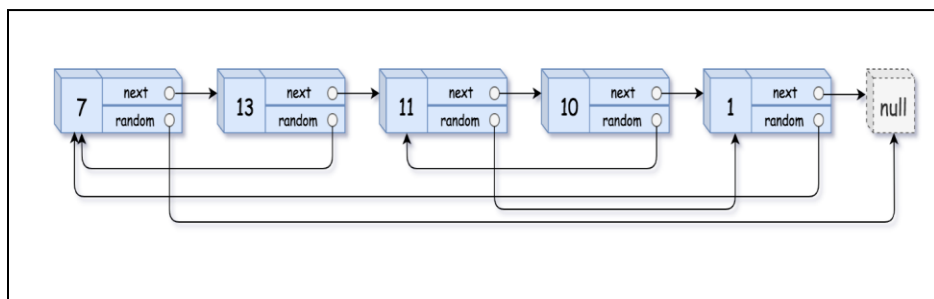 7 next random
13 next random
11 next random
10 next random
1 next random
null